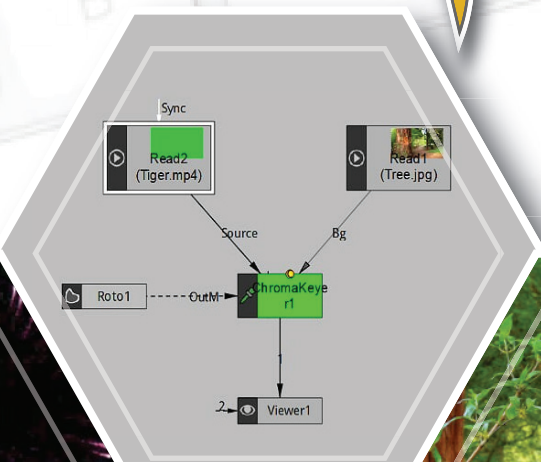 Sync
Read2
(Tiger.mp4)
Read1
(Tree.jpg)
Source
Bg
Roto1
OutM
ChromaKeye
r1
1
2
Viewer1